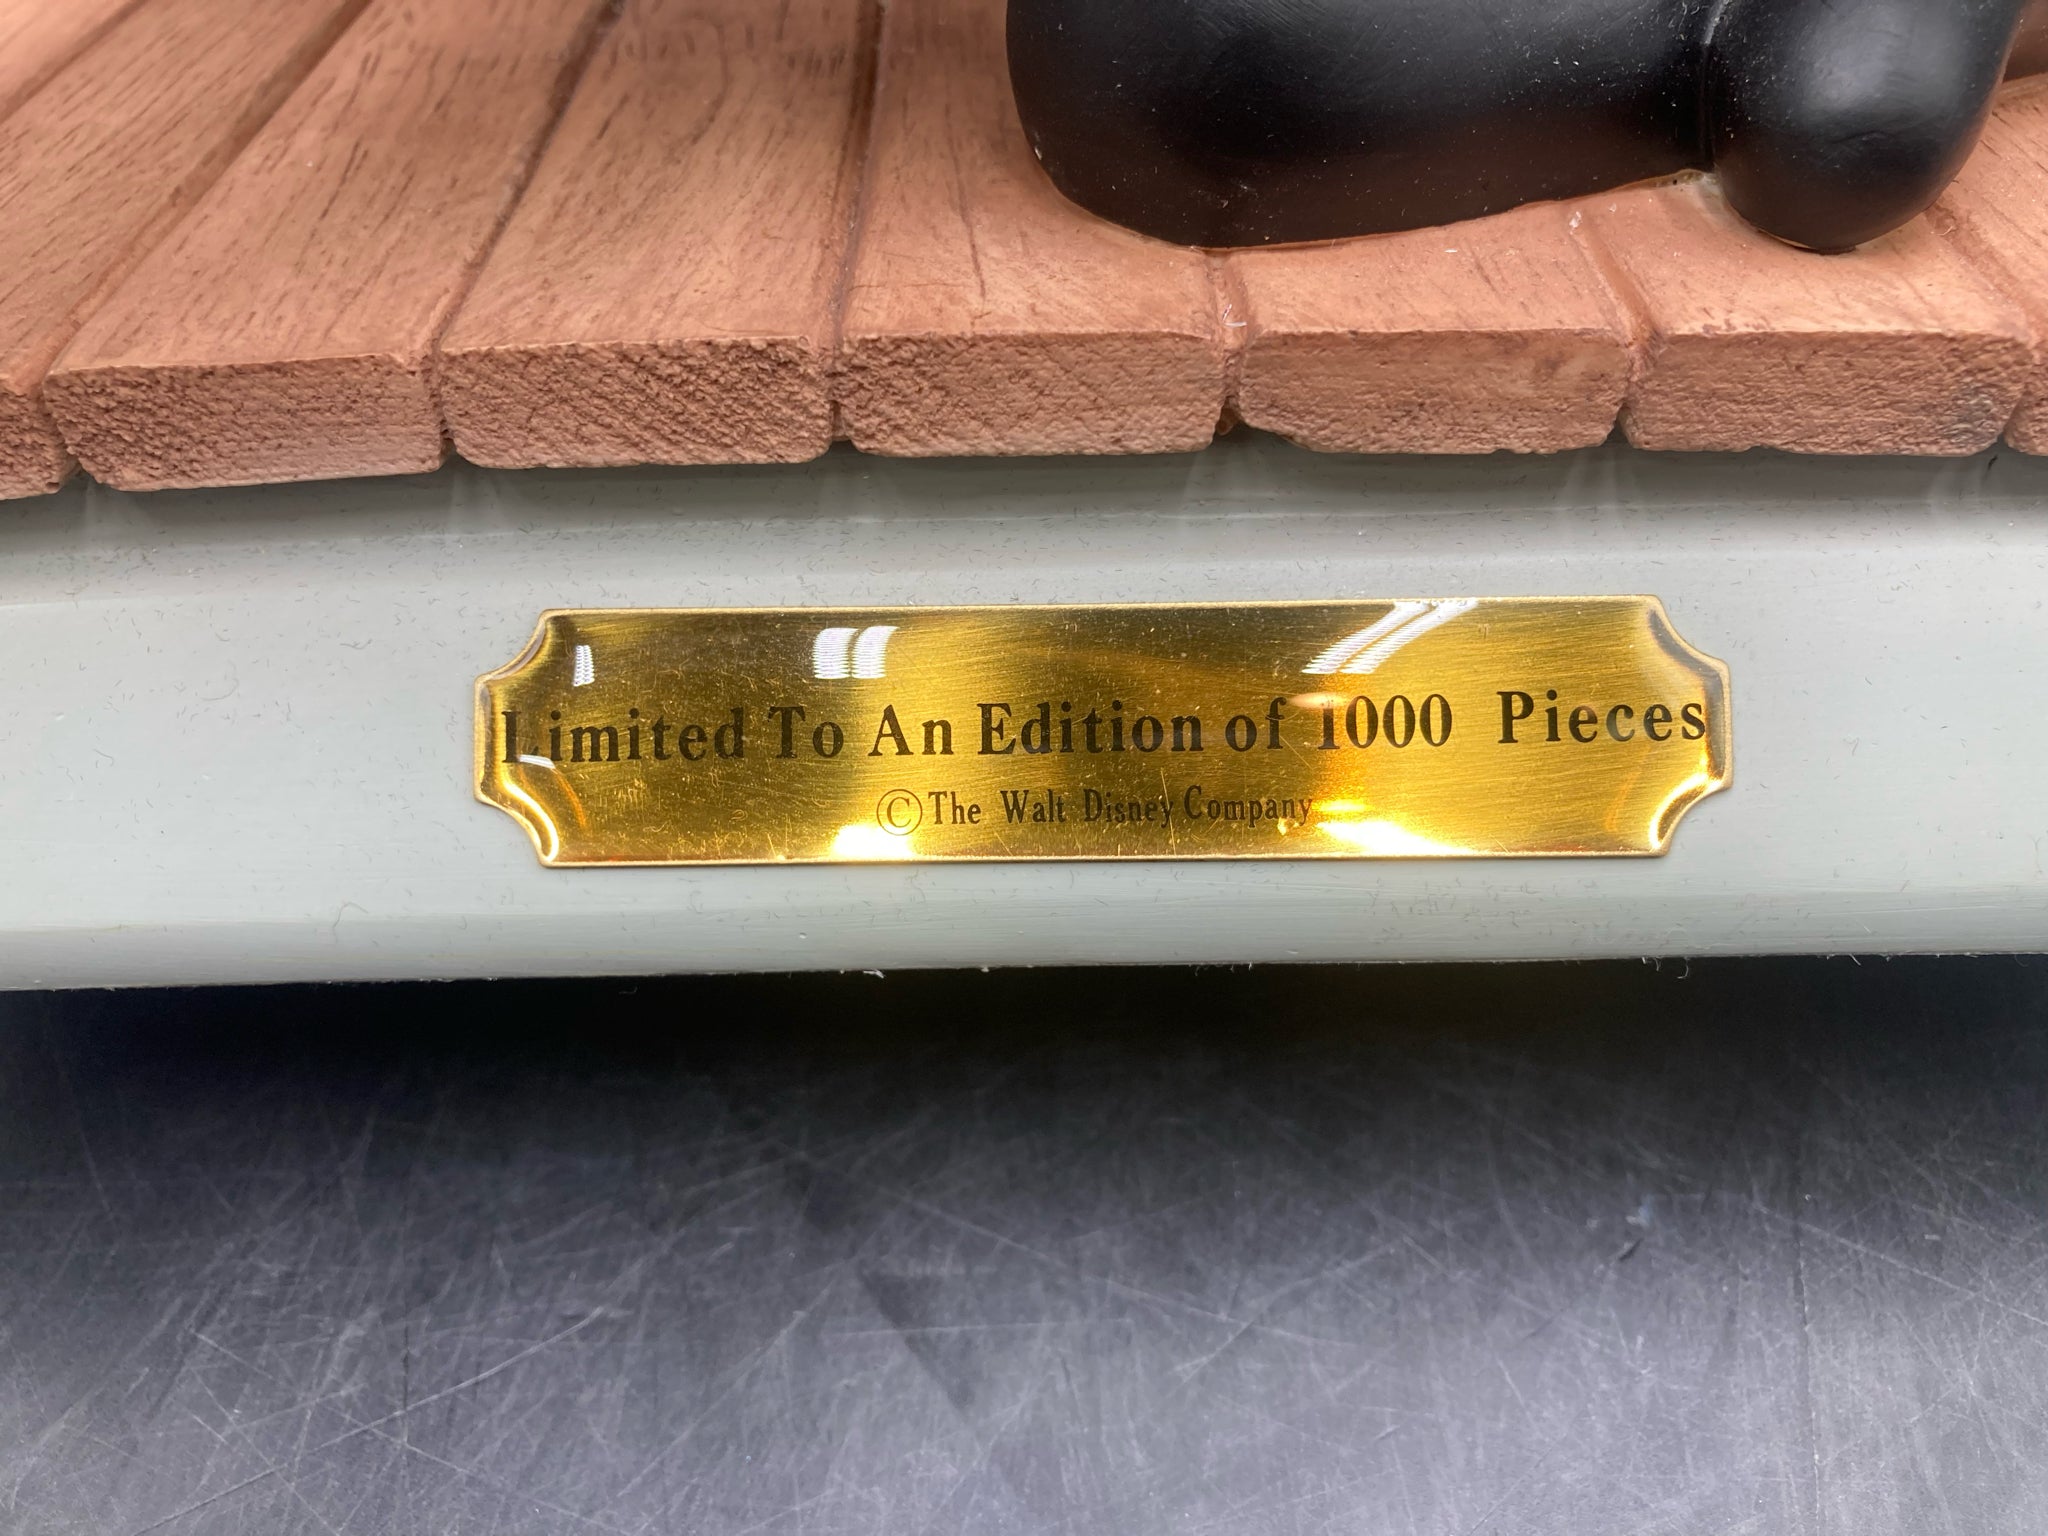 Limited To An Edition of 1000 Pieces
©The Walt Disney Company